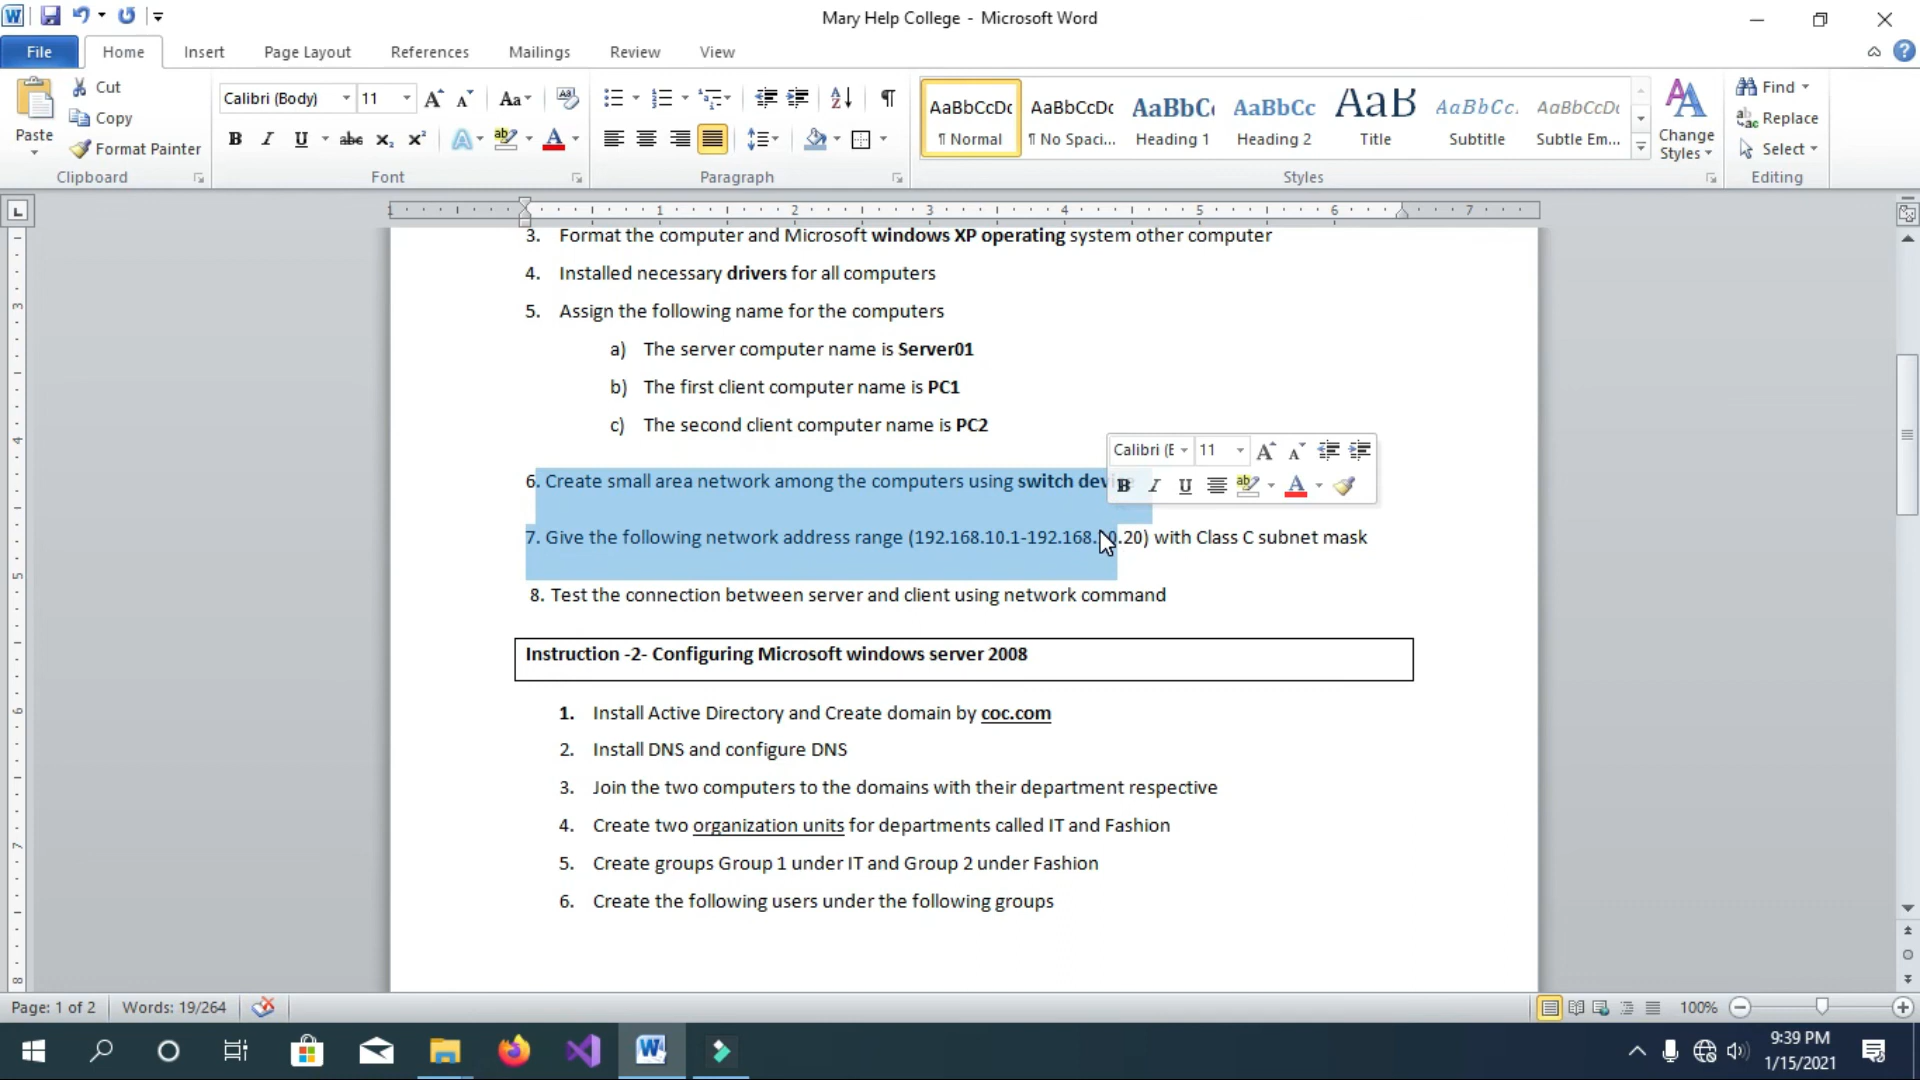 Mary Help College - Microsoft Word
File Home Insert Page Layout References Mailings Review View
Paste
Cut
Copy
Format Painter
Clipboard
Calibri (Body) 11
Font
Paragraph
AaBbCcDc AaBbCcDc AaBbC AaBbCc AaB AaBbCc. AaBbCcDc
¶ Normal ¶ No Spaci... Heading 1 Heading 2 Title Subtitle Subtle Em...
Styles
Change Styles
Find
Replace
Select
Editing
1 1 2 3 4 5 6 7
3. Format the computer and Microsoft windows XP operating system other computer
4. Installed necessary drivers for all computers
5. Assign the following name for the computers
a) The server computer name is Server01
b) The first client computer name is PC1
c) The second client computer name is PC2
Calibri (E 11
6. Create small area network among the computers using switch
7. Give the following network address range (192.168.10.1-192.168. .20) with Class C subnet mask
8. Test the connection between server and client using network command
Instruction -2- Configuring Microsoft windows server 2008
1. Install Active Directory and Create domain by coc.com
2. Install DNS and configure DNS
3. Join the two computers to the domains with their department respective
4. Create two organization units for departments called IT and Fashion
5. Create groups Group 1 under IT and Group 2 under Fashion
6. Create the following users under the following groups
Page: 1 of 2 Words: 19/264 100%
9:39 PM
1/15/2021